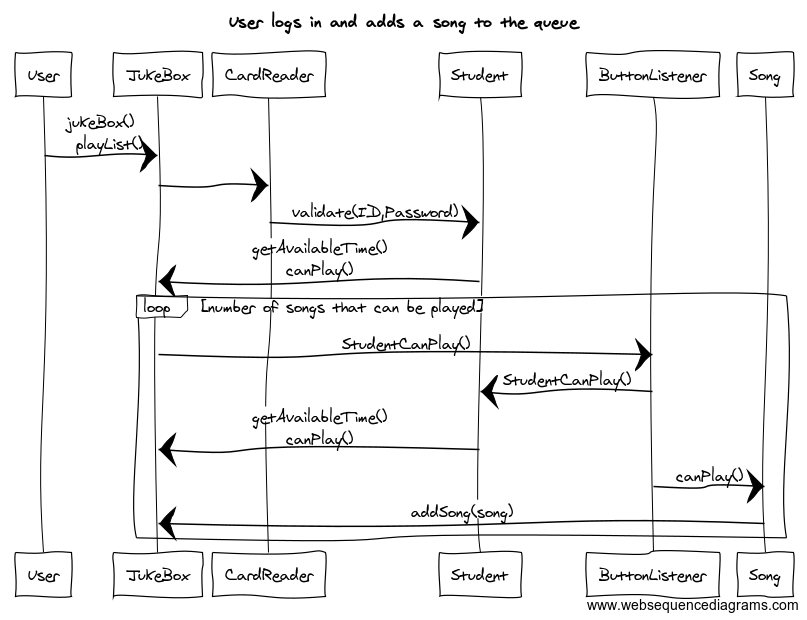 User logs in and adds a song to the queue
User JukeBox CardReader Student ButtonListener Song
jukeBox()
playList()
validate(ID,Password)
getAvailableTime()
canPlay()
loop [number of songs that can be played]
StudentCanPlay()
StudentCanPlay()
getAvailableTime()
canPlay()
canPlay()
addSong(song)
User JukeBox CardReader Student ButtonListener Song
www.websequencediagrams.com